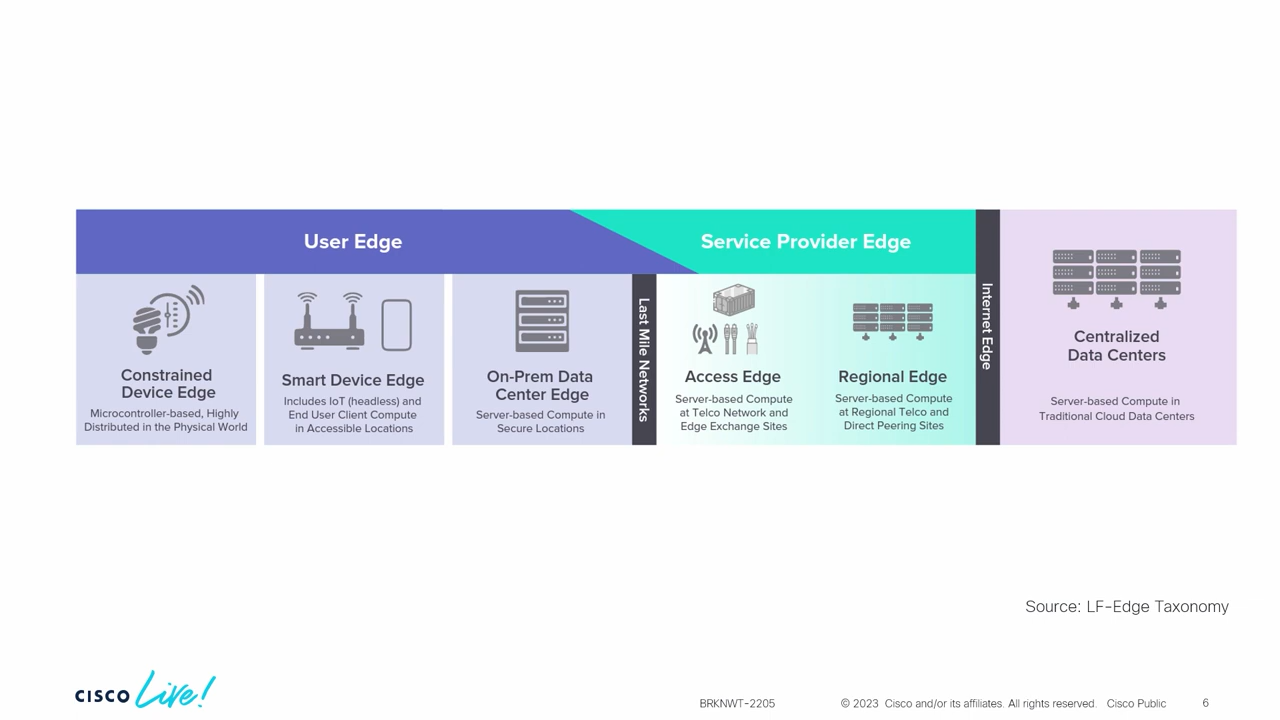 User Edge
Service Provider Edge
Constrained
Device Edge
Microcontroller-based, Highly
Distributed in the Physical World
Smart Device Edge
Includes IoT (headless) and
End User Client Compute
in Accessible Locations
On-Prem Data
Center Edge
Server-based Compute in
Secure Locations
Last Mile Networks
Access Edge
Server-based Compute
at Telco Network and
Edge Exchange Sites
Regional Edge
Server-based Compute
at Regional Telco and
Direct Peering Sites
Internet Edge
Centralized
Data Centers
Server-based Compute in
Traditional Cloud Data Centers
Source: LF-Edge Taxonomy
CISCO Live!
BRKNWT-2205
© 2023 Cisco and/or its affiliates. All rights reserved. Cisco Public
6